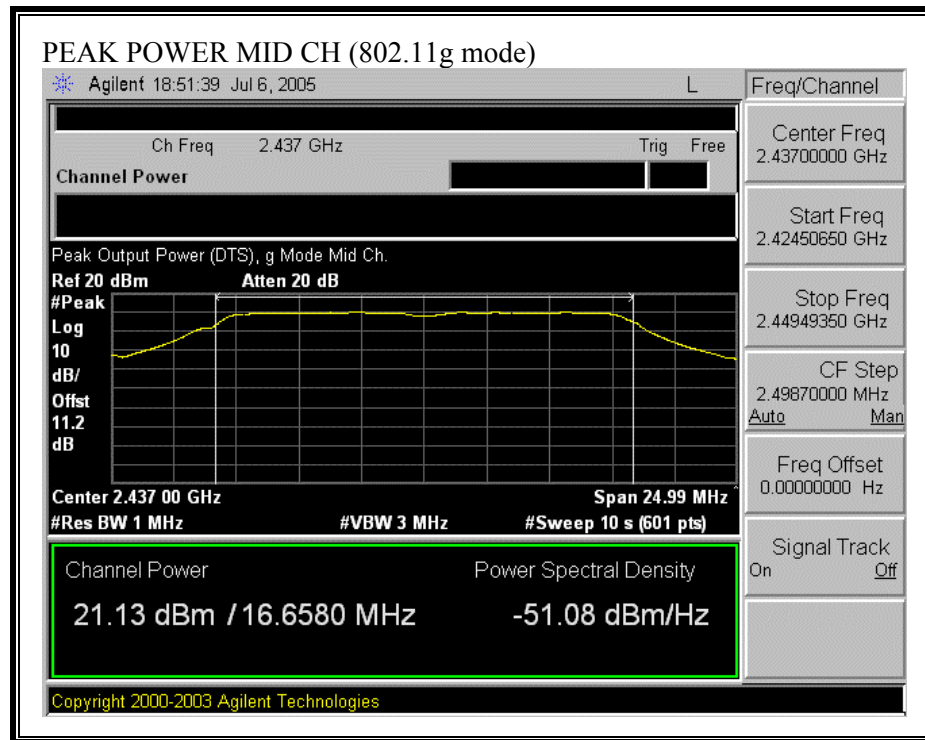 PEAK POWER MID CH (802.11g mode)
Agilent 18:51:39 Jul 6, 2005 L Freq/Channel
Ch Freq 2.437 GHz Trig Free
Channel Power
Center Freq
2.43700000 GHz
Start Freq
2.42450650 GHz
Peak Output Power (DTS), g Mode Mid Ch.
Ref 20 dBm Atten 20 dB
#Peak
Log
10
dB/
Offst
11.2
dB
Stop Freq
2.44949350 GHz
CF Step
2.49870000 MHz
Auto Man
Freq Offset
0.00000000 Hz
Center 2.437 00 GHz Span 24.99 MHz
#Res BW 1 MHz #VBW 3 MHz #Sweep 10 s (601 pts)
Signal Track
On Off
Channel Power Power Spectral Density
21.13 dBm / 16.6580 MHz -51.08 dBm/Hz
Copyright 2000-2003 Agilent Technologies